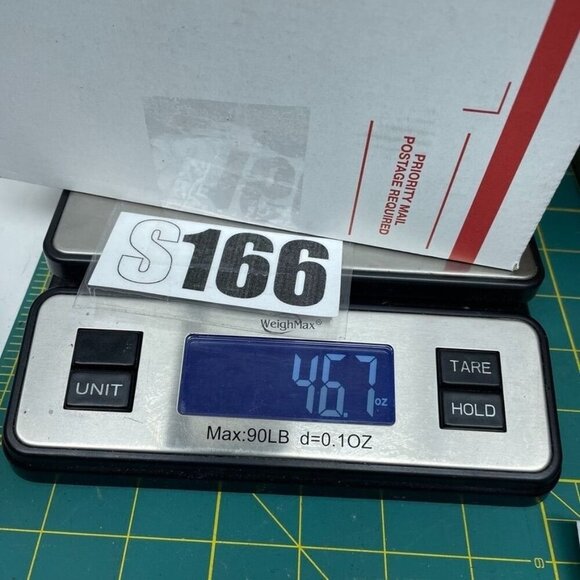 PRIORITY MAIL
POSTAGE REQUIRED
S166
WeighMax®
UNIT
46.7 oz
TARE
HOLD
Max:90LB d=0.1OZ